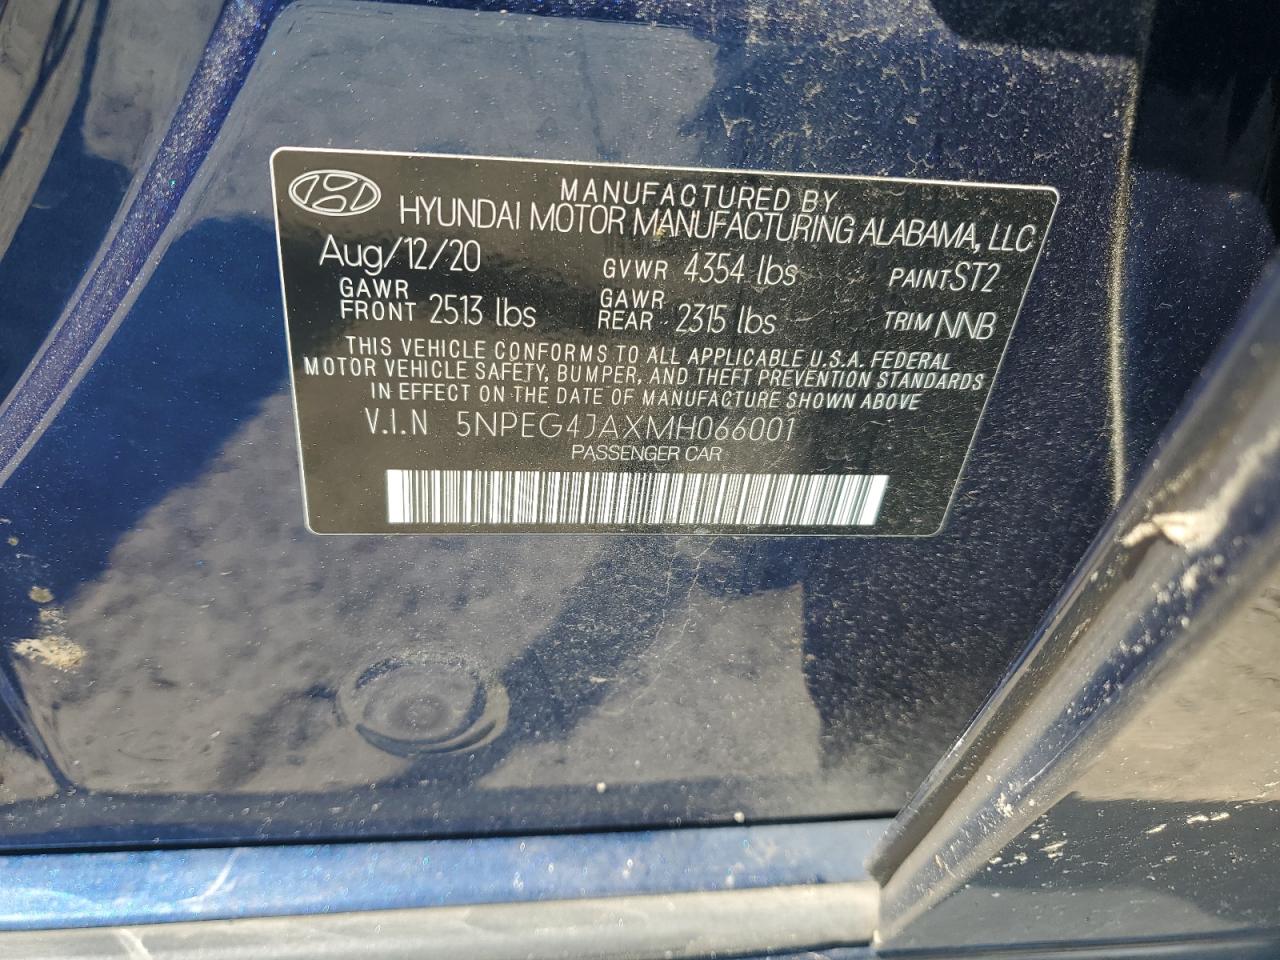 MANUFACTURED BY
HYUNDAI MOTOR MANUFACTURING ALABAMA, LLC
Aug/12/20 GVWR 4354 lbs PAINT ST2
GAWR FRONT 2513 lbs GAWR REAR 2315 lbs TRIM NNB
THIS VEHICLE CONFORMS TO ALL APPLICABLE U.S.A. FEDERAL
MOTOR VEHICLE SAFETY, BUMPER, AND THEFT PREVENTION STANDARDS
IN EFFECT ON THE DATE OF MANUFACTURE SHOWN ABOVE
V.I.N 5NPEG4JAXMH066001
PASSENGER CAR